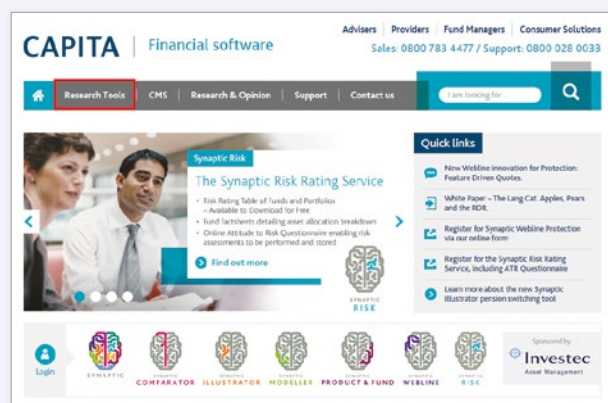 Advisers | Providers | Fund Managers | Consumer Solutions
CAPITA | Financial software
Sales: 0800 783 4477 / Support: 0800 028 0033
Research Tools | CMS | Research & Opinion | Support | Contact us
I am looking for...
Synaptic Risk
The Synaptic Risk Rating Service
• Risk Rating Table of Funds and Portfolios
– Available to Download for Free
• Fund factsheets detailing asset allocation breakdown
• Online Attitude to Risk Questionnaire enabling risk
assessments to be performed and stored
Find out more
SYNAPTIC
RISK
Quick links
New Webline innovation for Protection:
Feature Driven Quotes.
White Paper – The Lang Cat. Apples, Pears
and the RDR.
Register for Synaptic Webline Protection
via our online form
Register for the Synaptic Risk Rating
Service, Including ATR Questionnaire
Learn more about the new Synaptic
Illustrator pension switching tool
Login
SYNAPTIC
SYNAPTIC
COMPARATOR
SYNAPTIC
ILLUSTRATOR
SYNAPTIC
MODELLER
SYNAPTIC
PRODUCT & FUND
SYNAPTIC
WEBLINE
SYNAPTIC
RISK
Sponsored by
Investec
Asset Management